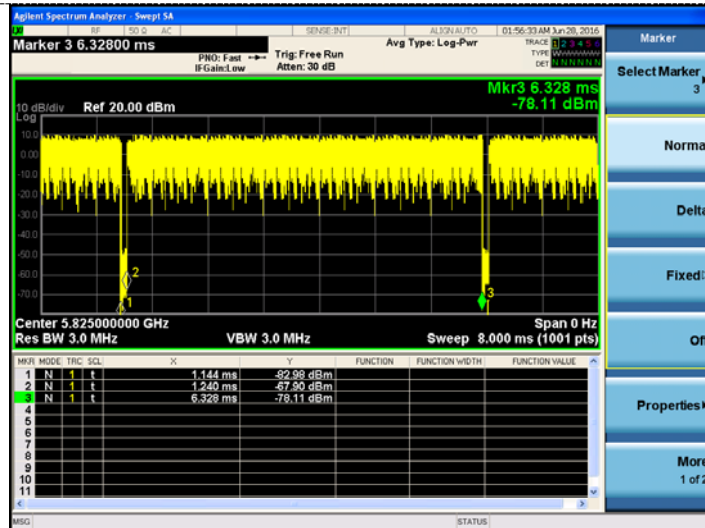 Agilent Spectrum Analyzer - Swept SA
RF 50 Ω AC SENSE:INT ALIGN AUTO 01:56:33 AM Jun 28, 2016
Marker 3 6.32800 ms
PNO: Fast
IFGain:Low
Trig: Free Run
Atten: 30 dB
Avg Type: Log-Pwr
TRACE 1 2 3 4 5 6
TYPE
DET N N N N N N
Mkr3 6.328 ms
-78.11 dBm
10 dB/div Ref 20.00 dBm
Log
10.0
0.00
-10.0
-20.0
-30.0
-40.0
-50.0
-60.0
-70.0
2
1
3
Center 5.825000000 GHz Span 0 Hz
Res BW 3.0 MHz VBW 3.0 MHz Sweep 8.000 ms (1001 pts)
MKR MODE TRC SCL X Y FUNCTION FUNCTION WIDTH FUNCTION VALUE
1 N 1 t 1.144 ms -82.98 dBm
2 N 1 t 1.240 ms -67.90 dBm
3 N 1 t 6.328 ms -78.11 dBm
4
5
6
7
8
9
10
11
MSG STATUS
Marker
Select Marker
3
Norma
Delta
Fixed
Of
Properties
More
1 of 2